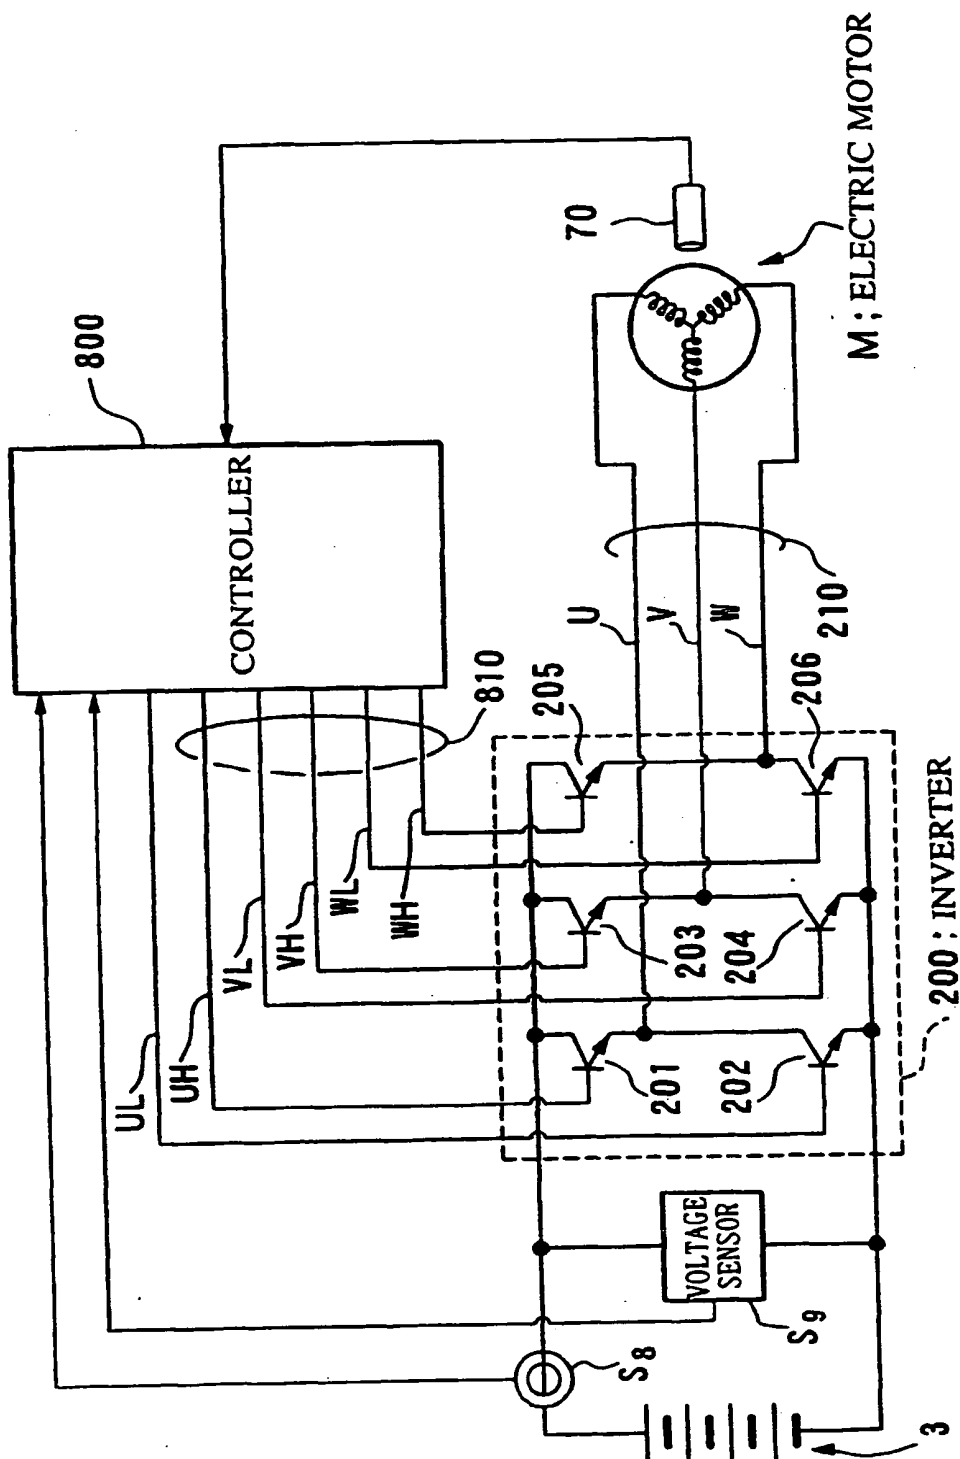 800
CONTROLLER
70
M ; ELECTRIC MOTOR
810
UL
UH
VL
VH
WL
WH
U
V
W
210
205
206
203
204
201
202
200 ; INVERTER
VOLTAGE
SENSOR
S8
S9
3